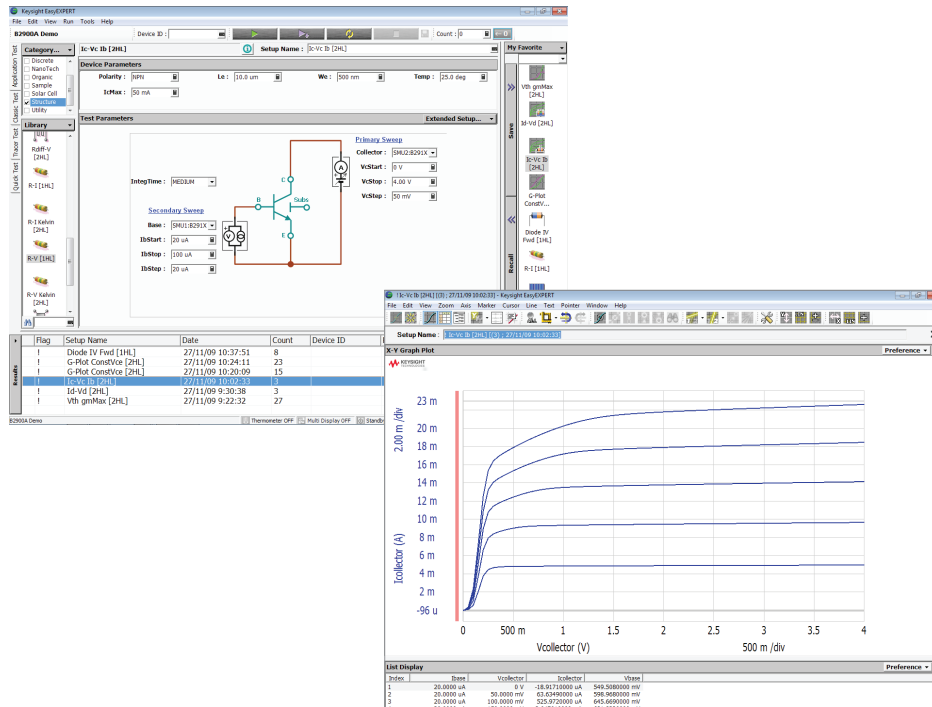 Keysight EasyEXPERT
File Edit View Run Tools Help
B2900A Demo Device ID : Count : 0
Category... Ic-Vc Ib [2HL] Setup Name : Ic-Vc Ib [2HL] My Favorite
Application Test
Classic Test
Tracer Test
Quick Test
Discrete
NanoTech
Organic
Sample
Solar Cell
Structure
Utility
Library
Rdiff-V
[2HL]
R-I [1HL]
R-I Kelvin
[2HL]
R-V [1HL]
R-V Kelvin
[2HL]
Device Parameters
Polarity : NPN Le : 10.0 um We : 500 nm Temp : 25.0 deg
IcMax : 50 mA
Test Parameters Extended Setup...
IntegTime : MEDIUM
Secondary Sweep
Base : SMU1:B291X
IbStart : 20 uA
IbStop : 100 uA
IbStep : 20 uA
Primary Sweep
Collector : SMU2:B291X
VcStart : 0 V
VcStop : 4.00 V
VcStep : 50 mV
C
B
Subs
E
A
V
Save
Recall
Vth gmMax
[2HL]
Id-Vd [2HL]
Ic-Vc Ib
[2HL]
G-Plot
ConstV...
Diode IV
Fwd [1HL]
R-I [1HL]
Results
Flag Setup Name Date Count Device ID
! Diode IV Fwd [1HL] 27/11/09 10:37:51 8
! G-Plot ConstVce [2HL] 27/11/09 10:24:11 23
! G-Plot ConstVce [2HL] 27/11/09 10:20:09 15
! Ic-Vc Ib [2HL] 27/11/09 10:02:33 3
! Id-Vd [2HL] 27/11/09 9:30:38 3
! Vth gmMax [2HL] 27/11/09 9:22:32 27
B2900A Demo Thermometer OFF Multi Display OFF Standb
! Ic-Vc Ib [2HL] [(3) ; 27/11/09 10:02:33] - Keysight EasyEXPERT
File Edit View Zoom Axis Marker Cursor Line Text Pointer Window Help
Setup Name : ! Ic-Vc Ib [2HL] [(3) ; 27/11/09 10:02:33]
X-Y Graph Plot Preference
KEYSIGHT
TECHNOLOGIES
2.00 m /div
Icollector (A)
23 m
20 m
18 m
16 m
14 m
12 m
10 m
8 m
6 m
4 m
2 m
-96 u
0 500 m 1 1.5 2 2.5 3 3.5 4
Vcollector (V) 500 m /div
List Display Preference
Index Ibase Vcollector Icollector Vbase
1 20.0000 uA 0 V -18.91710000 uA 549.5080000 mV
2 20.0000 uA 50.0000 mV 63.63490000 uA 598.9680000 mV
3 20.0000 uA 100.0000 mV 525.9720000 uA 645.6690000 mV